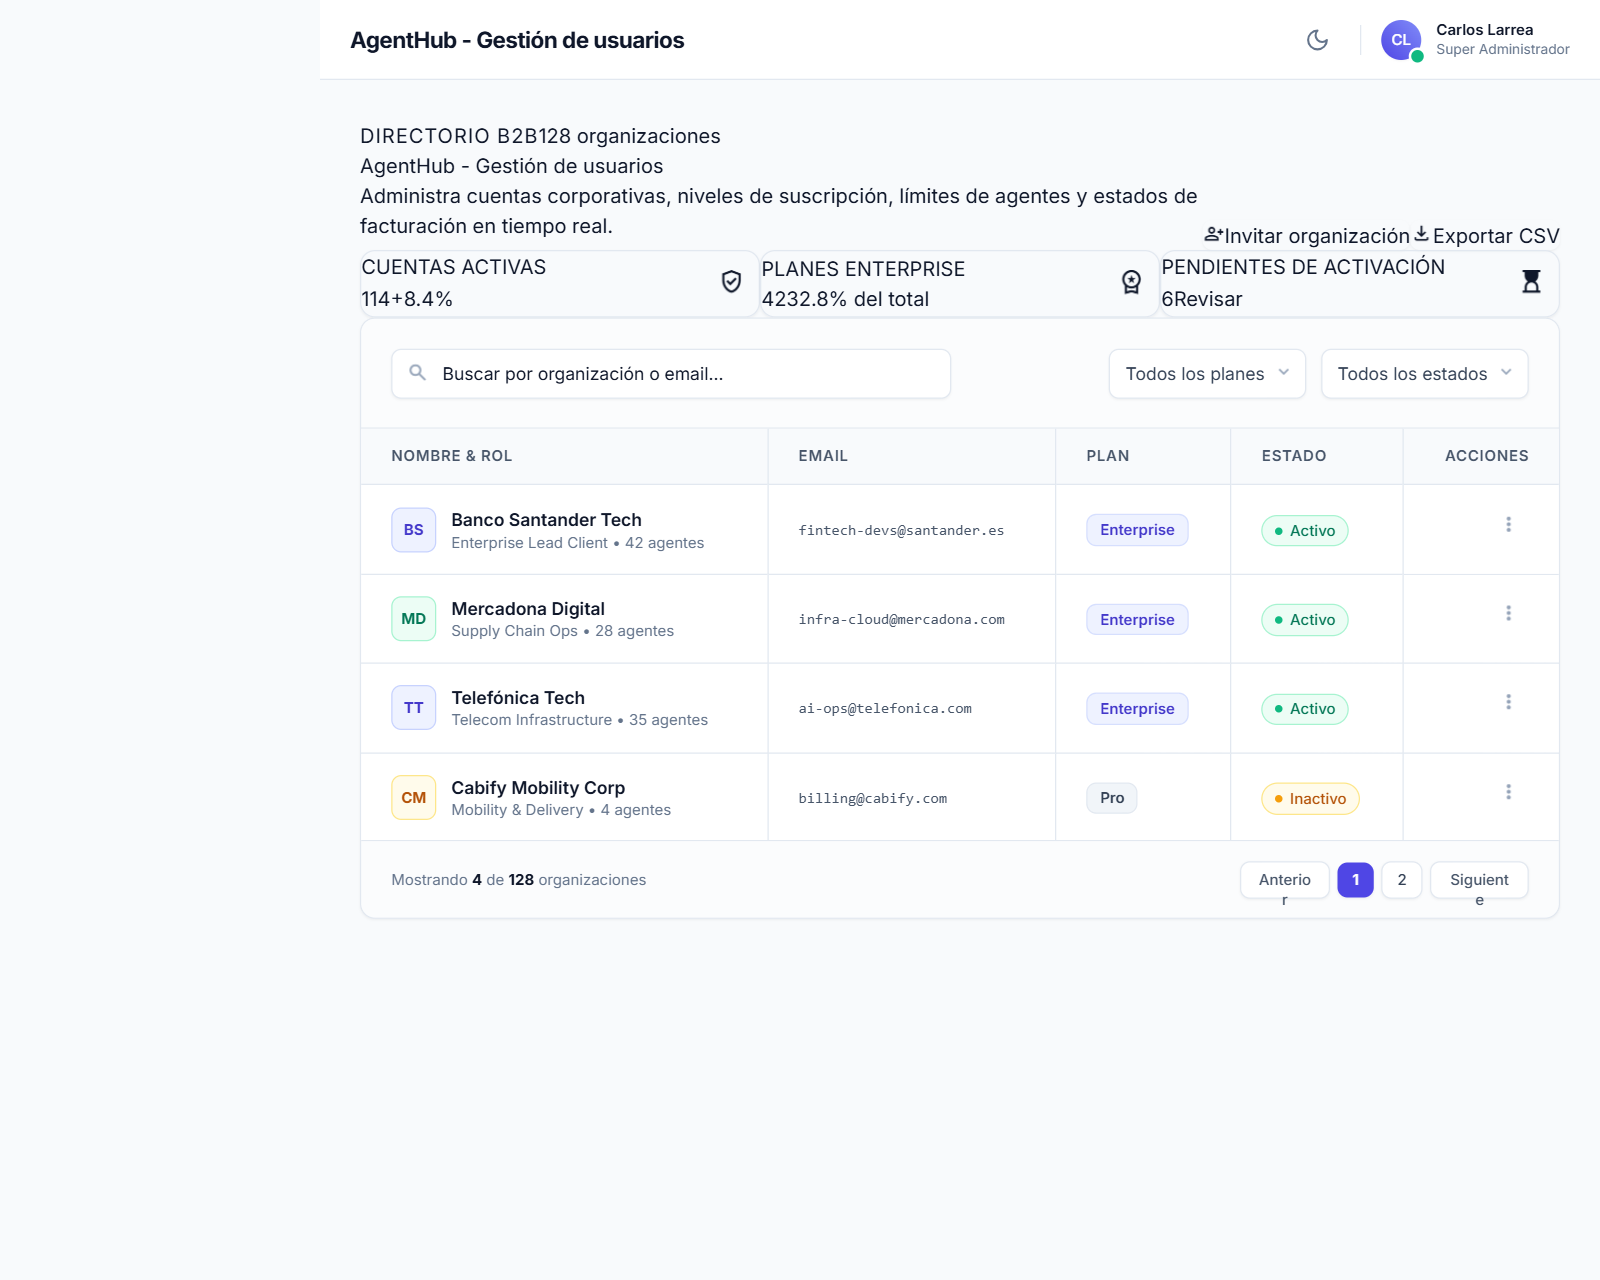 AgentHub - Gestión de usuarios
CL
Carlos Larrea
Super Administrador
DIRECTORIO B2B128 organizaciones
AgentHub - Gestión de usuarios
Administra cuentas corporativas, niveles de suscripción, límites de agentes y estados de
facturación en tiempo real.
Invitar organización Exportar CSV
CUENTAS ACTIVAS
114+8.4%
PLANES ENTERPRISE
4232.8% del total
PENDIENTES DE ACTIVACIÓN
6Revisar
Buscar por organización o email...
Todos los planes
Todos los estados
NOMBRE & ROL EMAIL PLAN ESTADO ACCIONES
BS
Banco Santander Tech
Enterprise Lead Client • 42 agentes
fintech-devs@santander.es
Enterprise
Activo
MD
Mercadona Digital
Supply Chain Ops • 28 agentes
infra-cloud@mercadona.com
Enterprise
Activo
TT
Telefónica Tech
Telecom Infrastructure • 35 agentes
ai-ops@telefonica.com
Enterprise
Activo
CM
Cabify Mobility Corp
Mobility & Delivery • 4 agentes
billing@cabify.com
Pro
Inactivo
Mostrando 4 de 128 organizaciones
Anterio
r
1
2
Siguient
e